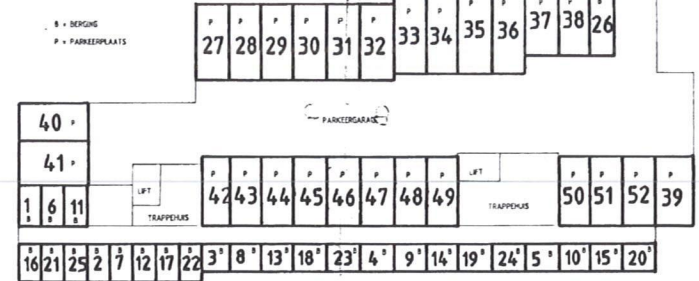 B = BERGING
P = PARKEERPLAATS
P P P P P P P P P P P P B
27 28 29 30 31 32 33 34 35 36 37 38 26
40 P
PARKEERGARAGE
41 P
LIFT
LIFT
P P P P P P P P P P P P
1 6 11 42 43 44 45 46 47 48 49 50 51 52 39
B B B
TRAPPEHUIS
TRAPPEHUIS
B B B B B B B B B B B B B B B B B B B B B B
16 21 25 2 7 12 17 22 3 8 13 18 23 4 9 14 19 24 5 10 15 20